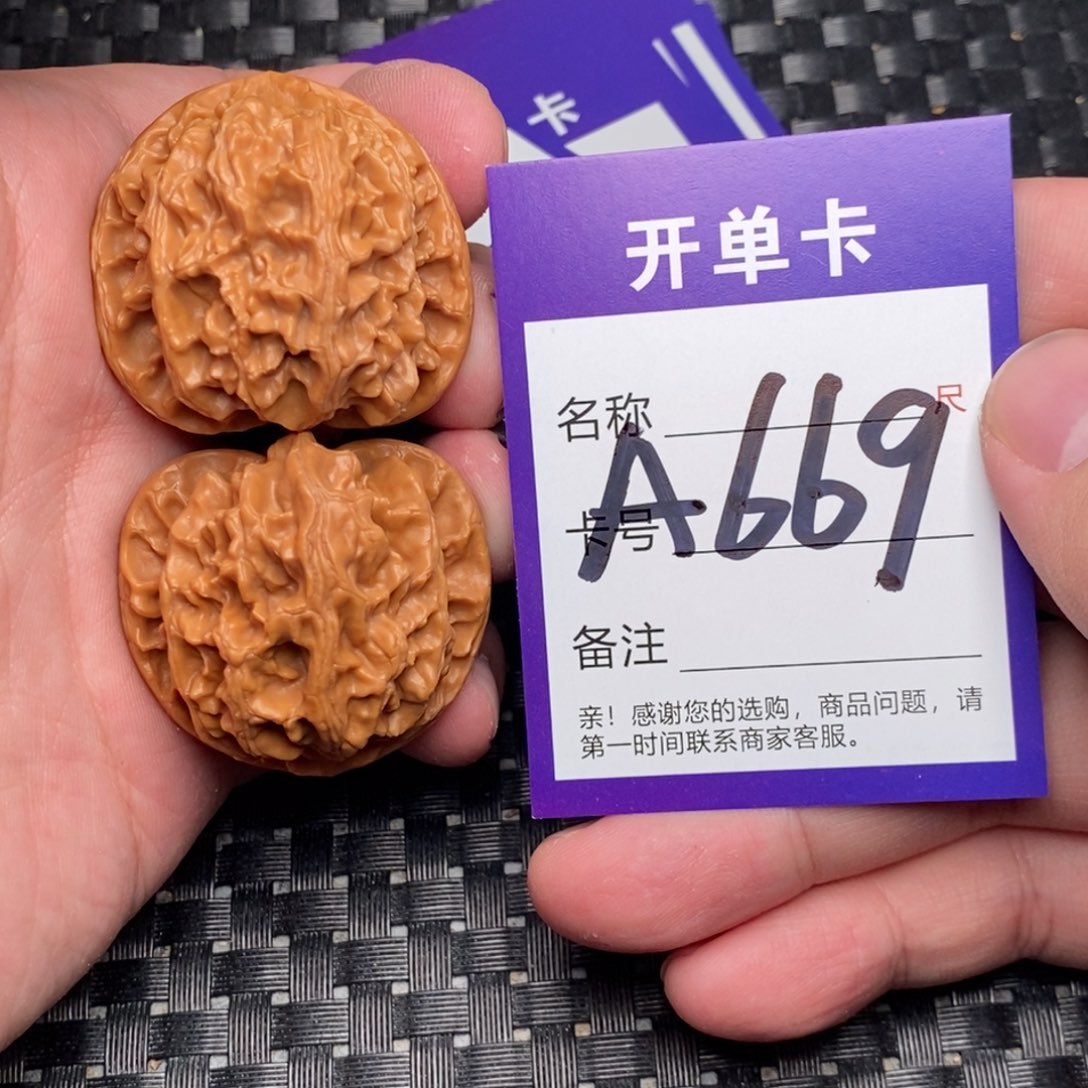 卡
开单卡
名称
尺
A669
卡号
备注
亲！感谢您的选购，商品问题，请
第一时间联系商家客服。